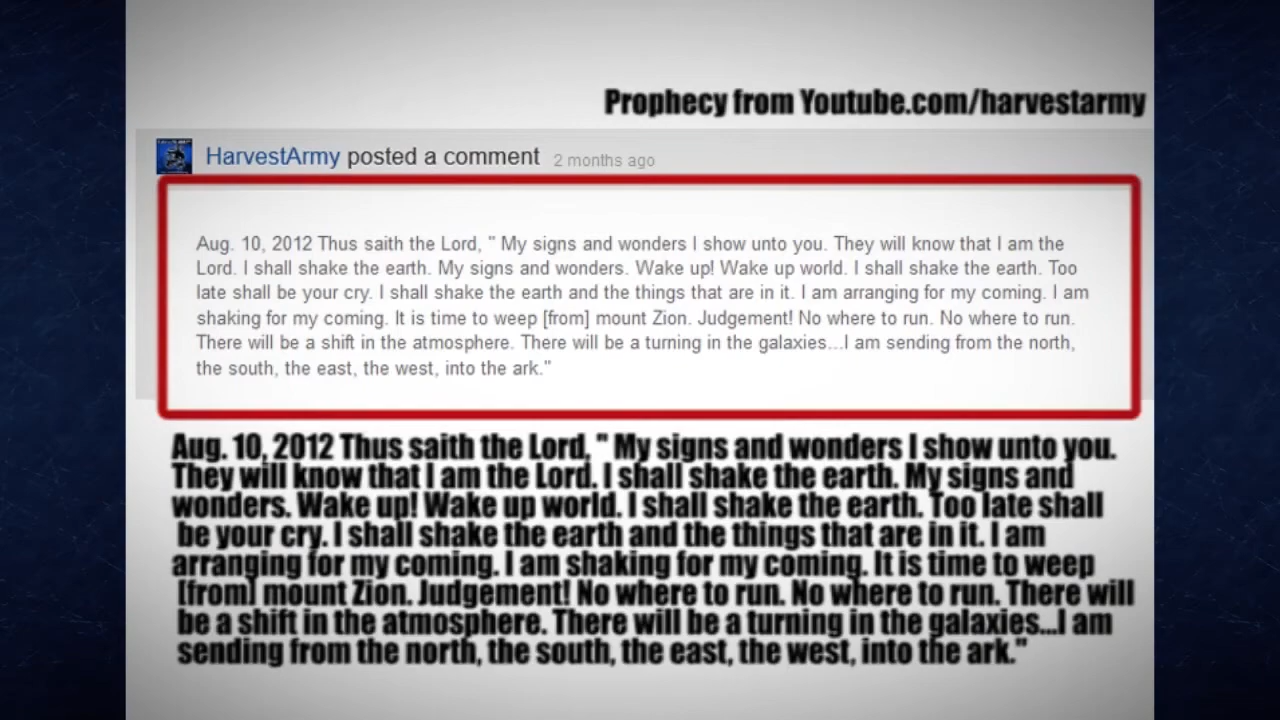 Prophecy from Youtube.com/harvestarmy
HarvestArmy posted a comment 2 months ago
Aug. 10, 2012 Thus saith the Lord, " My signs and wonders I show unto you. They will know that I am the
Lord. I shall shake the earth. My signs and wonders. Wake up! Wake up world. I shall shake the earth. Too
late shall be your cry. I shall shake the earth and the things that are in it. I am arranging for my coming. I am
shaking for my coming. It is time to weep [from] mount Zion. Judgement! No where to run. No where to run.
There will be a shift in the atmosphere. There will be a turning in the galaxies...I am sending from the north,
the south, the east, the west, into the ark."
Aug. 10, 2012 Thus saith the Lord, " My signs and wonders I show unto you.
They will know that I am the Lord. I shall shake the earth. My signs and
wonders. Wake up! Wake up world. I shall shake the earth. Too late shall
be your cry. I shall shake the earth and the things that are in it. I am
arranging for my coming. I am shaking for my coming. It is time to weep
[from] mount Zion. Judgement! No where to run. No where to run. There will
be a shift in the atmosphere. There will be a turning in the galaxies...I am
sending from the north, the south, the east, the west, into the ark."